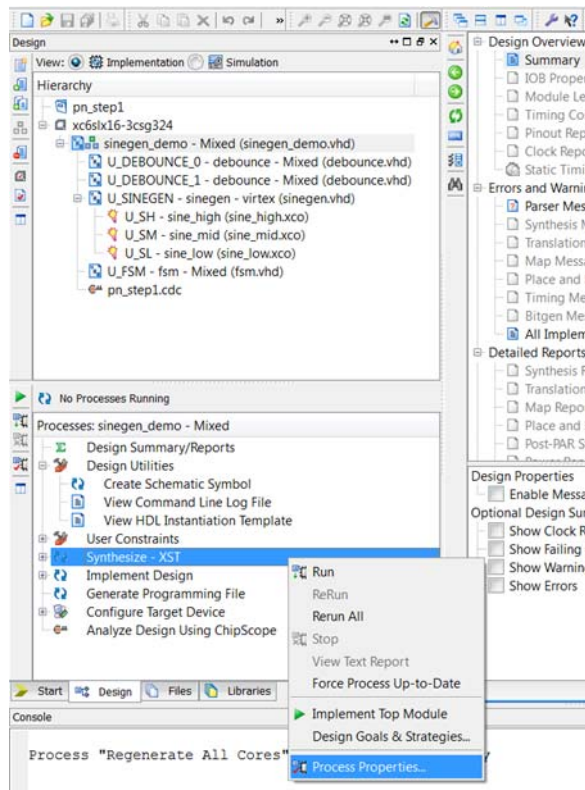 Design
View: Implementation Simulation
Hierarchy
pn_step1
xc6slx16-3csg324
sinegen_demo - Mixed (sinegen_demo.vhd)
U_DEBOUNCE_0 - debounce - Mixed (debounce.vhd)
U_DEBOUNCE_1 - debounce - Mixed (debounce.vhd)
U_SINEGEN - sinegen - virtex (sinegen.vhd)
U_SH - sine_high (sine_high.xco)
U_SM - sine_mid (sine_mid.xco)
U_SL - sine_low (sine_low.xco)
U_FSM - fsm - Mixed (fsm.vhd)
pn_step1.cdc
No Processes Running
Processes: sinegen_demo - Mixed
Design Summary/Reports
Design Utilities
Create Schematic Symbol
View Command Line Log File
View HDL Instantiation Template
User Constraints
Synthesize - XST
Implement Design
Generate Programming File
Configure Target Device
Analyze Design Using ChipScope
Start Design Files Libraries
Console
Process "Regenerate All Cores" y
Run
ReRun
Rerun All
Stop
View Text Report
Force Process Up-to-Date
Implement Top Module
Design Goals & Strategies...
Process Properties...
Design Overview
Summary
IOB Prope
Module Le
Timing Co
Pinout Rep
Clock Repo
Static Timi
Errors and Warni
Parser Mes
Synthesis M
Translation
Map Messa
Place and
Timing Me
Bitgen Me
All Implem
Detailed Reports
Synthesis R
Translation
Map Repo
Place and
Post-PAR S
Design Properties
Enable Messa
Optional Design Sum
Show Clock R
Show Failing
Show Warnin
Show Errors